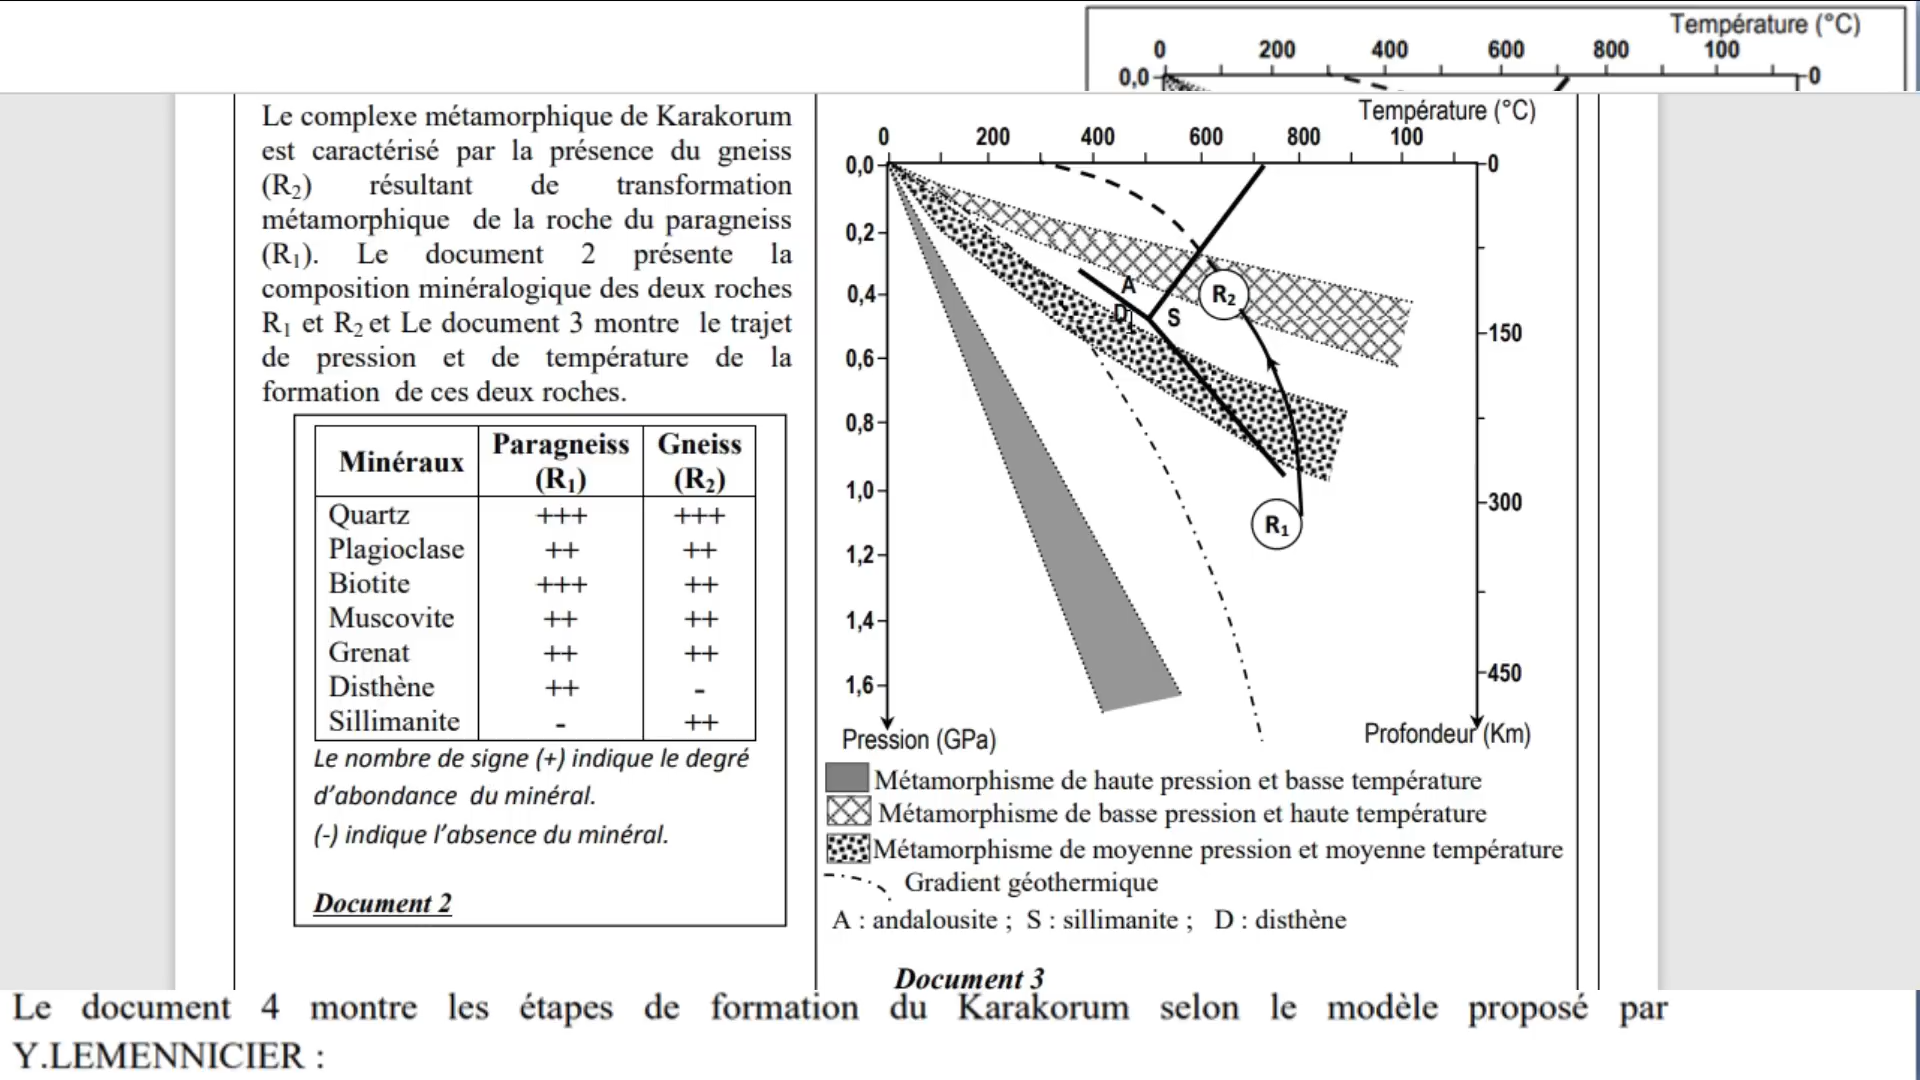 Température (°C)
0 200 400 600 800 100
0,0 0
Le complexe métamorphique de Karakorum
est caractérisé par la présence du gneiss
(R₂) résultant de transformation
métamorphique de la roche du paragneiss
(R₁). Le document 2 présente la
composition minéralogique des deux roches
R₁ et R₂ et Le document 3 montre le trajet
de pression et de température de la
formation de ces deux roches.
Minéraux Paragneiss (R₁) Gneiss (R₂)
Quartz +++ +++
Plagioclase ++ ++
Biotite +++ ++
Muscovite ++ ++
Grenat ++ ++
Disthène ++ -
Sillimanite - ++
Le nombre de signe (+) indique le degré
d’abondance du minéral.
(-) indique l’absence du minéral.
Document 2
Température (°C)
0 200 400 600 800 100
0,0 0
0,2
A
R₂
0,4
D S
150
0,6
0,8
1,0
300
R₁
1,2
1,4
450
1,6
Pression (GPa) Profondeur (Km)
Métamorphisme de haute pression et basse température
Métamorphisme de basse pression et haute température
Métamorphisme de moyenne pression et moyenne température
Gradient géothermique
A : andalousite ; S : sillimanite ; D : disthène
Document 3
Le document 4 montre les étapes de formation du Karakorum selon le modèle proposé par
Y.LEMENNICIER :